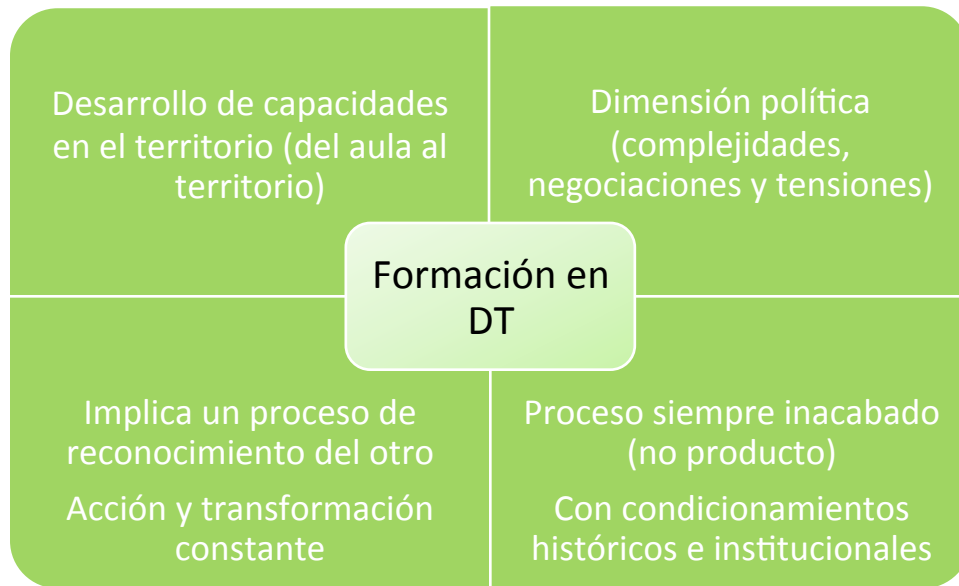 Desarrollo de capacidades
en el territorio (del aula al
territorio)
Dimensión política
(complejidades,
negociaciones y tensiones)
Formación en
DT
Implica un proceso de
reconocimiento del otro
Acción y transformación
constante
Proceso siempre inacabado
(no producto)
Con condicionamientos
históricos e institucionales